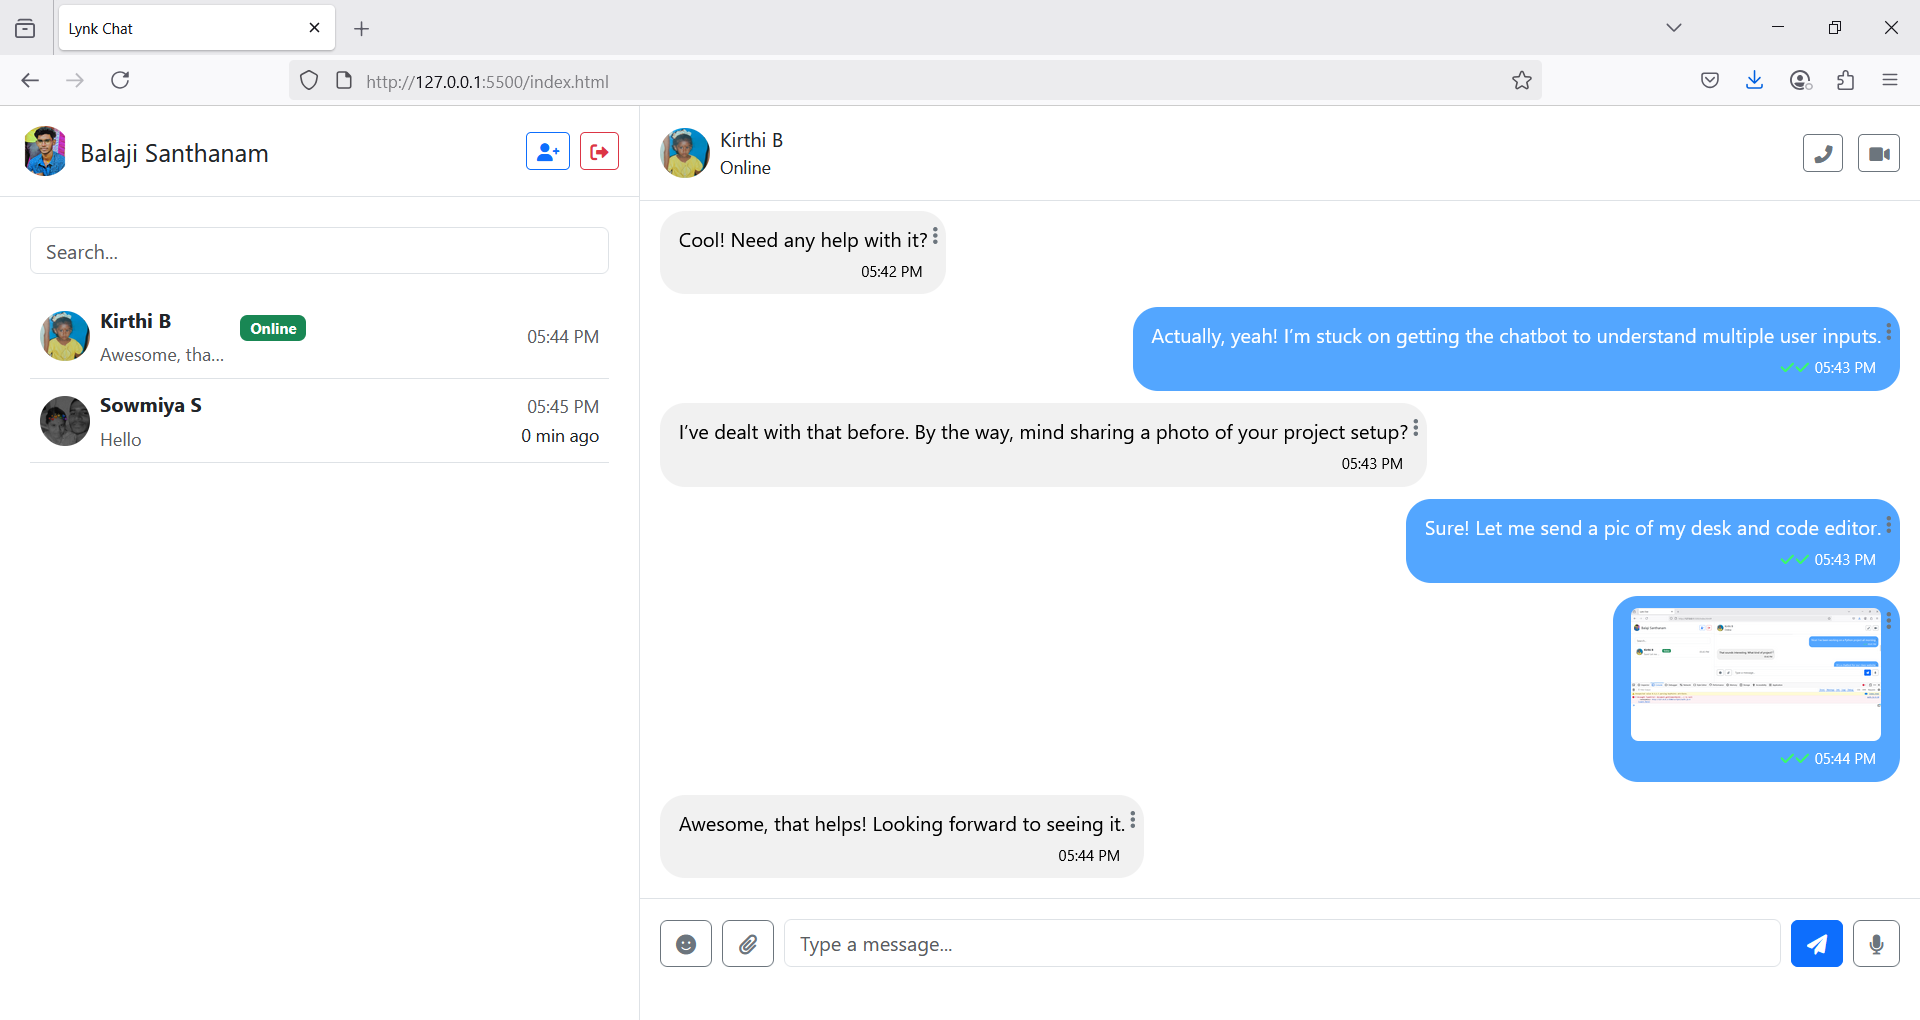 Lynk Chat
http://127.0.0.1:5500/index.html
Balaji Santhanam
Search...
Kirthi B
Online
05:44 PM
Awesome, tha...
Sowmiya S
05:45 PM
Hello
0 min ago
Kirthi B
Online
Cool! Need any help with it?
05:42 PM
Actually, yeah! I’m stuck on getting the chatbot to understand multiple user inputs.
05:43 PM
I’ve dealt with that before. By the way, mind sharing a photo of your project setup?
05:43 PM
Sure! Let me send a pic of my desk and code editor.
05:43 PM
05:44 PM
Awesome, that helps! Looking forward to seeing it.
05:44 PM
Type a message...